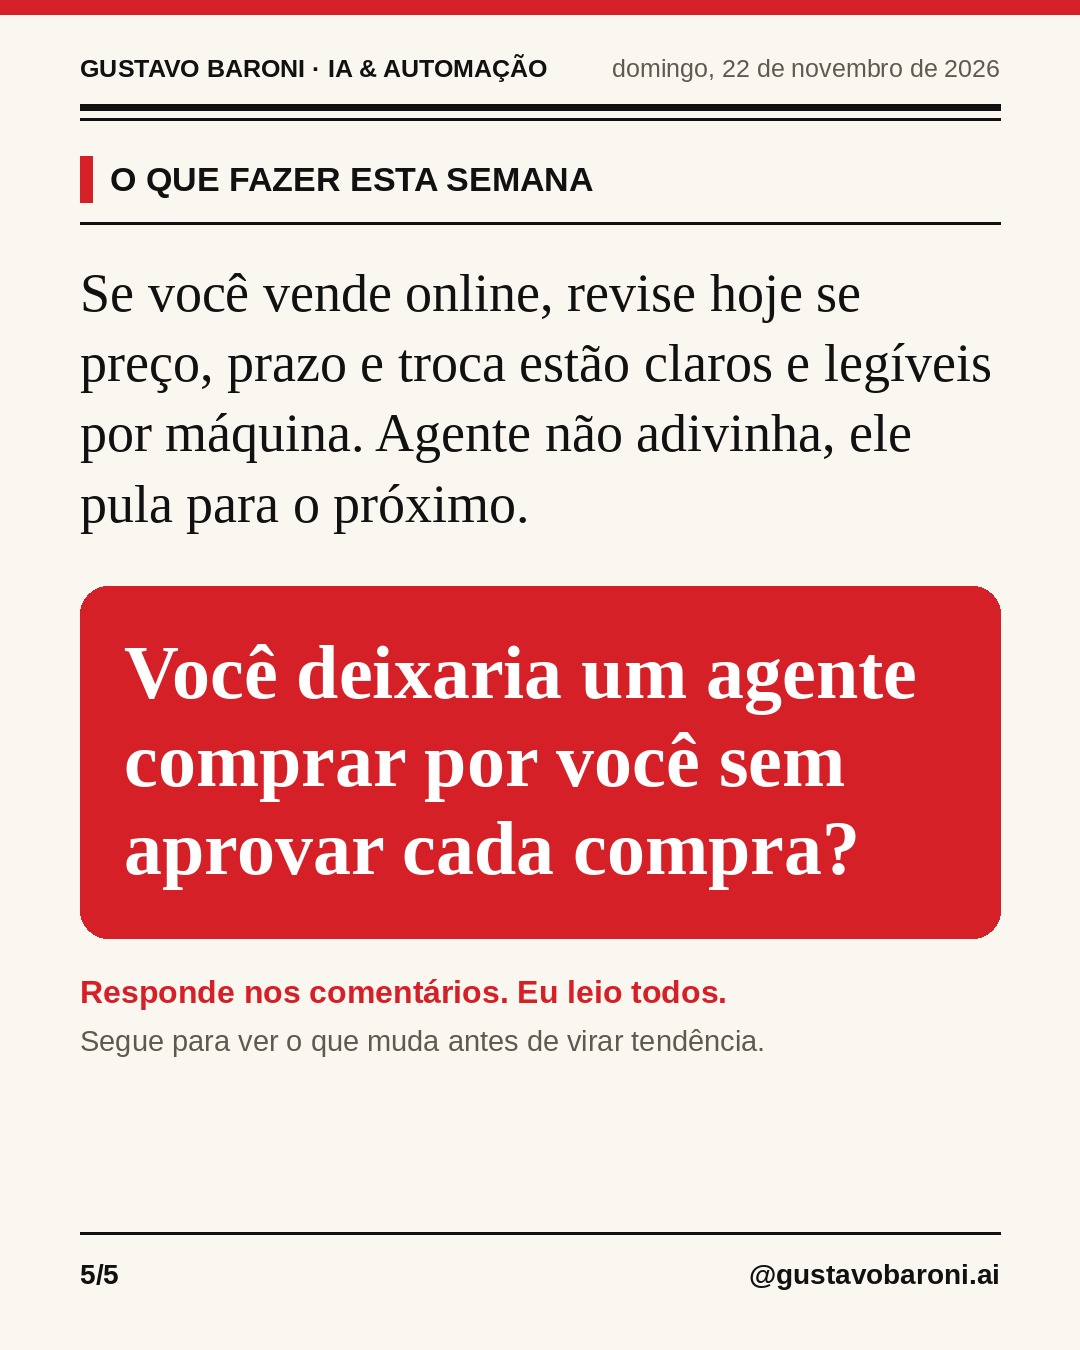 GUSTAVO BARONI · IA & AUTOMAÇÃO
domingo, 22 de novembro de 2026
O QUE FAZER ESTA SEMANA
Se você vende online, revise hoje se
preço, prazo e troca estão claros e legíveis
por máquina. Agente não adivinha, ele
pula para o próximo.
Você deixaria um agente
comprar por você sem
aprovar cada compra?
Responde nos comentários. Eu leio todos.
Segue para ver o que muda antes de virar tendência.
5/5
@gustavobaroni.ai